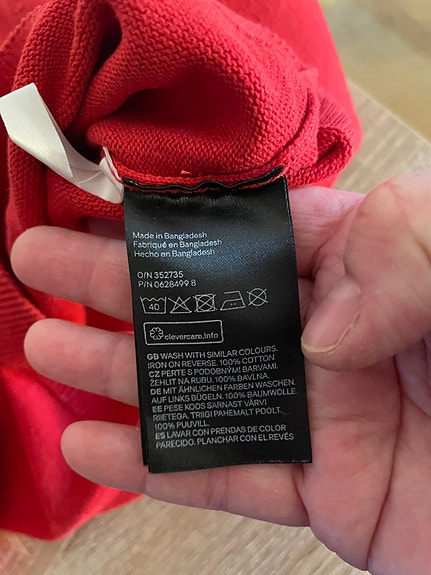 Made in Bangladesh
Fabriqué en Bangladesh
Hecho en Bangladesh
O/N 352735
P/N 0628499 8
40
clevercare.info
GB WASH WITH SIMILAR COLOURS.
IRON ON REVERSE. 100% COTTON.
CZ PERTE S PODOBNÝMI BARVAMI.
ŽEHLIT NA RUBU. 100% BAVLNA.
DE MIT ÄHNLICHEN FARBEN WASCHEN.
AUF LINKS BÜGELN. 100% BAUMWOLLE
EE PESE KOOS SARNAST VÄRVI
RIIETEGA, TRIIGI PAHEMALT POOLT.
100% PUUVILL.
ES LAVAR CON PRENDAS DE COLOR
PARECIDO. PLANCHAR CON EL REVÉS